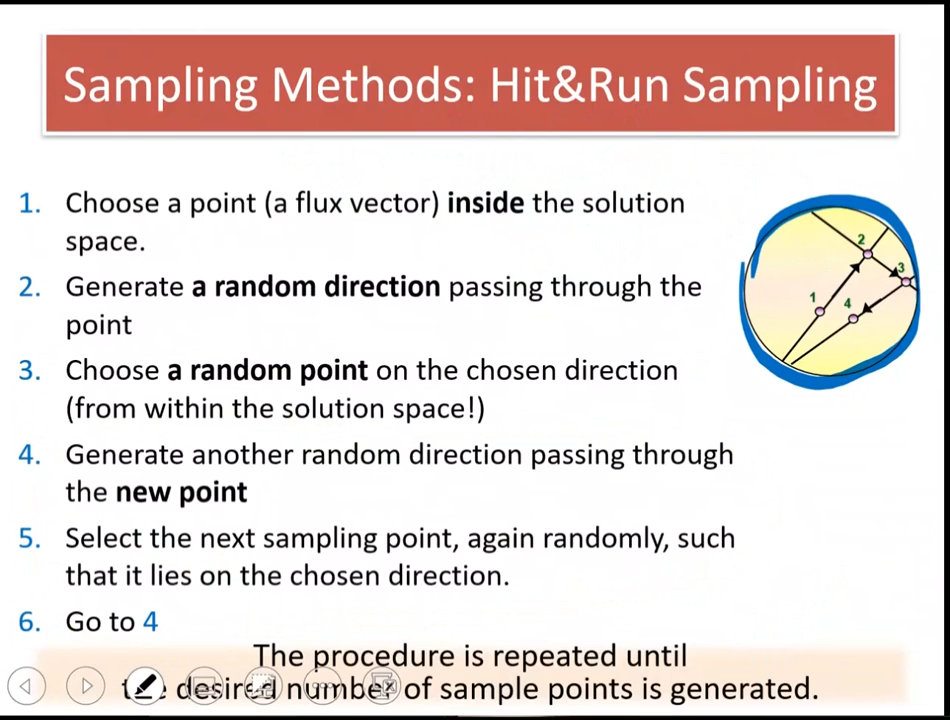 Sampling Methods: Hit&Run Sampling
1. Choose a point (a flux vector) inside the solution
space.
2. Generate a random direction passing through the
point
3. Choose a random point on the chosen direction
(from within the solution space!)
4. Generate another random direction passing through
the new point
5. Select the next sampling point, again randomly, such
that it lies on the chosen direction.
6. Go to 4
The procedure is repeated until
the desired number of sample points is generated.
2
3
1
4